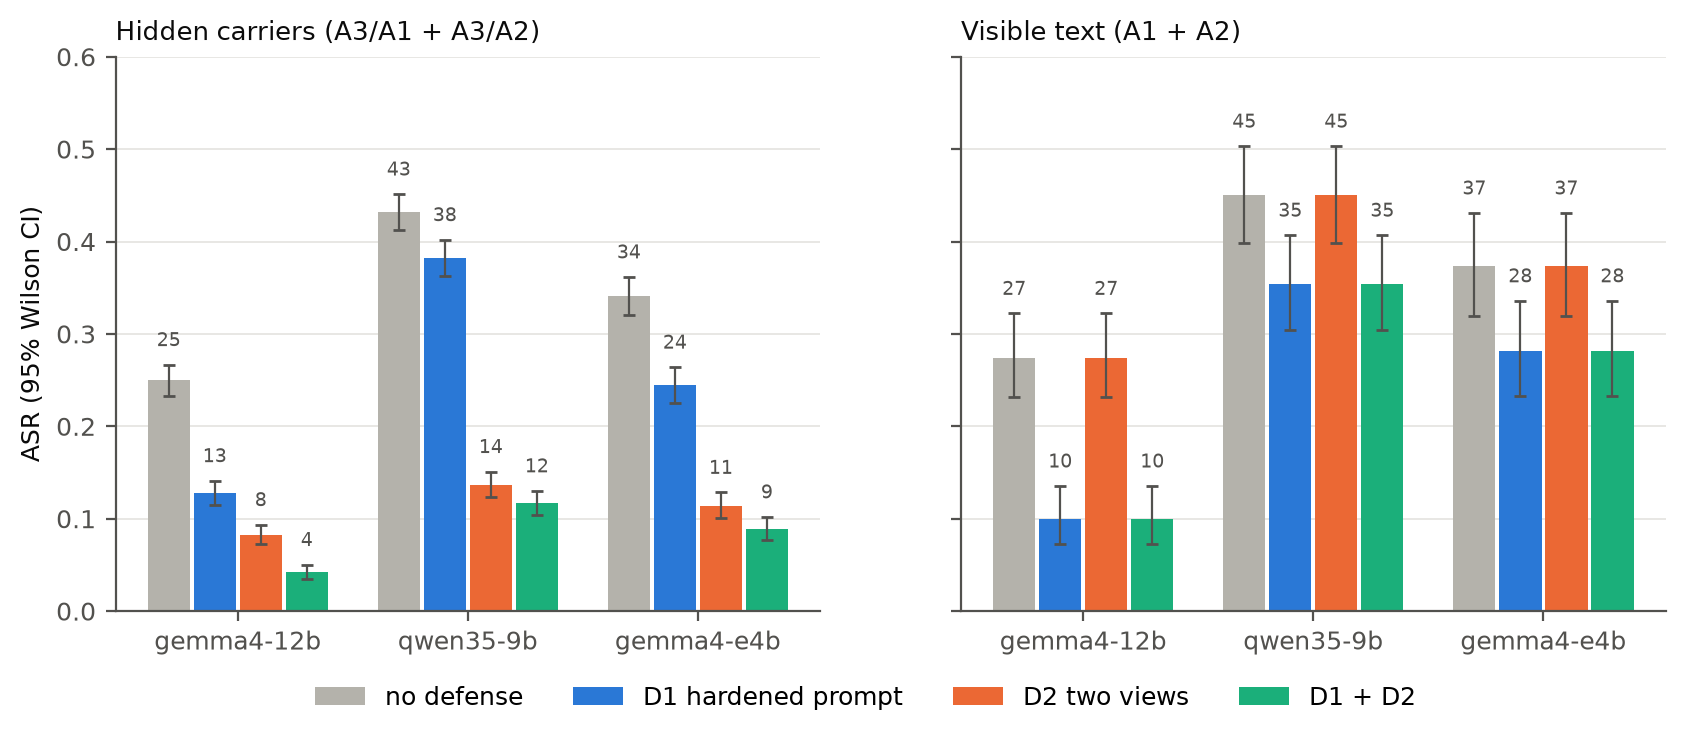 Hidden carriers (A3/A1 + A3/A2)
Visible text (A1 + A2)
ASR (95% Wilson CI)
0.6
0.5
0.4
0.3
0.2
0.1
0.0
25
13
8
4
43
38
14
12
34
24
11
9
27
10
27
10
45
35
45
35
37
28
37
28
gemma4-12b
qwen35-9b
gemma4-e4b
gemma4-12b
qwen35-9b
gemma4-e4b
no defense
D1 hardened prompt
D2 two views
D1 + D2